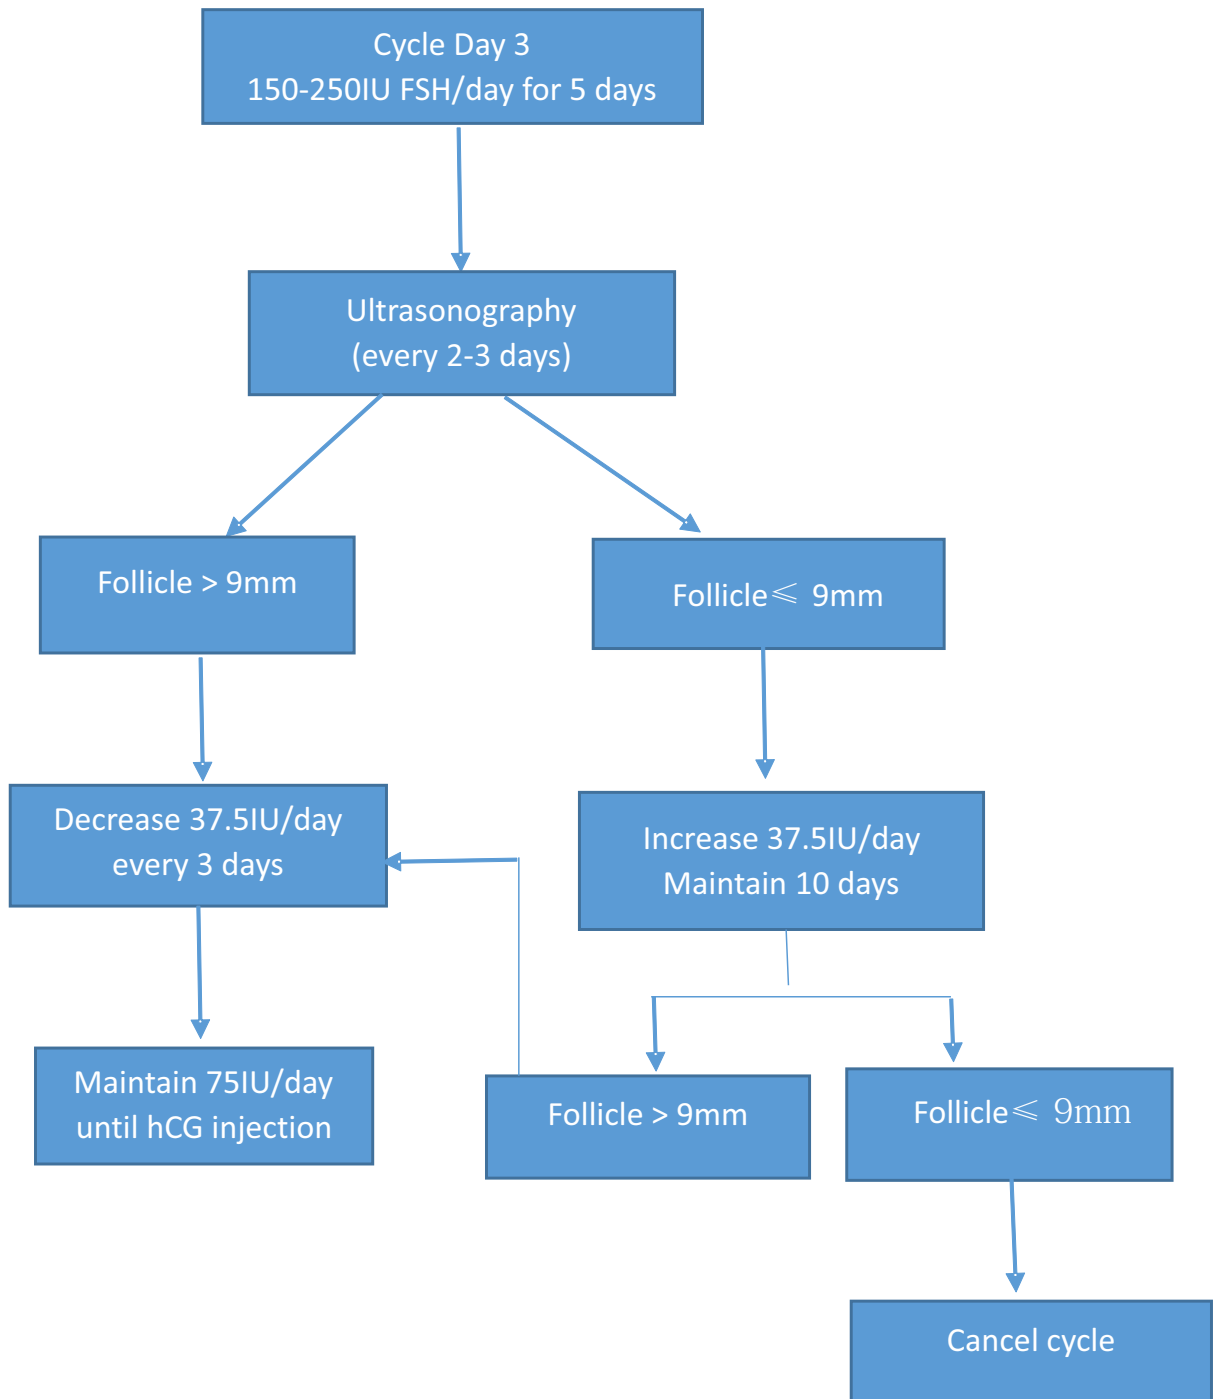 Cycle Day 3
150-250IU FSH/day for 5 days
Ultrasonography
(every 2-3 days)
Follicle > 9mm
Follicle≤ 9mm
Decrease 37.5IU/day
every 3 days
Increase 37.5IU/day
Maintain 10 days
Maintain 75IU/day
until hCG injection
Follicle > 9mm
Follicle≤ 9mm
Cancel cycle